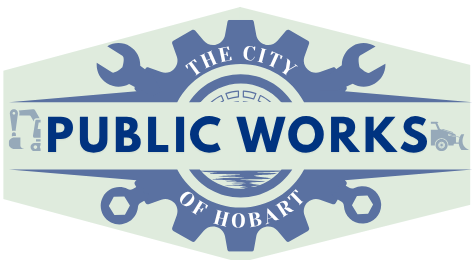 THE CITY
PUBLIC WORKS
OF HOBART